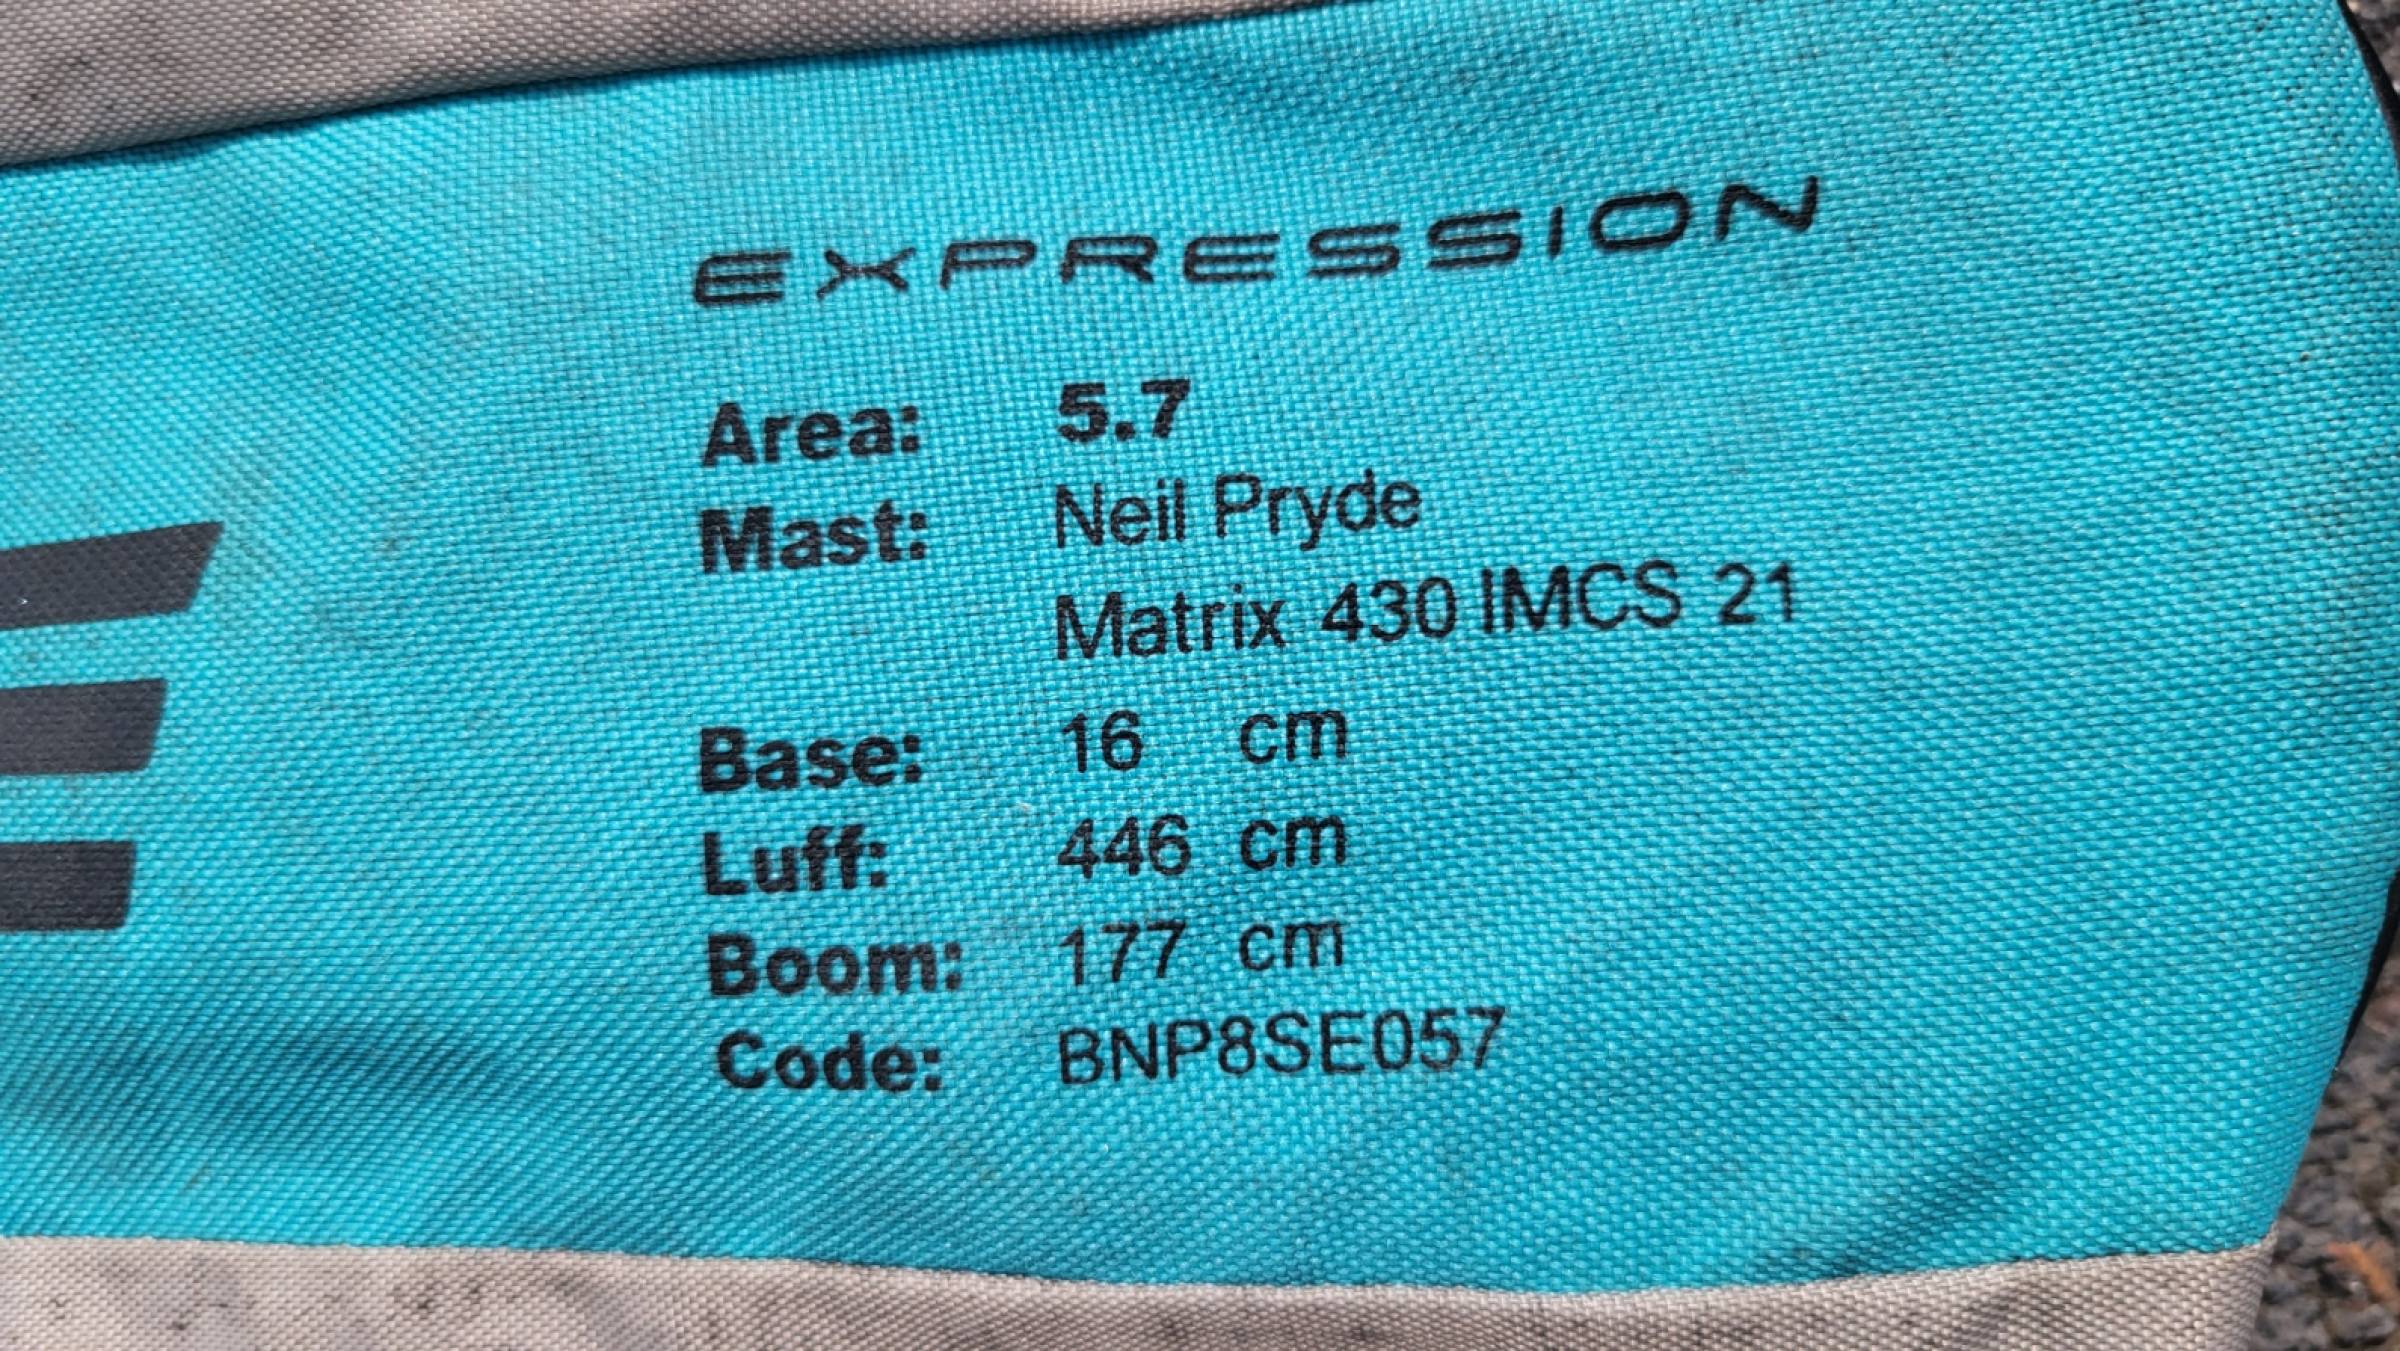 EXPRESSION
Area: 5.7
Mast: Neil Pryde
Matrix 430 IMCS 21
Base: 16 cm
Luff: 446 cm
Boom: 177 cm
Code: BNP8SE057